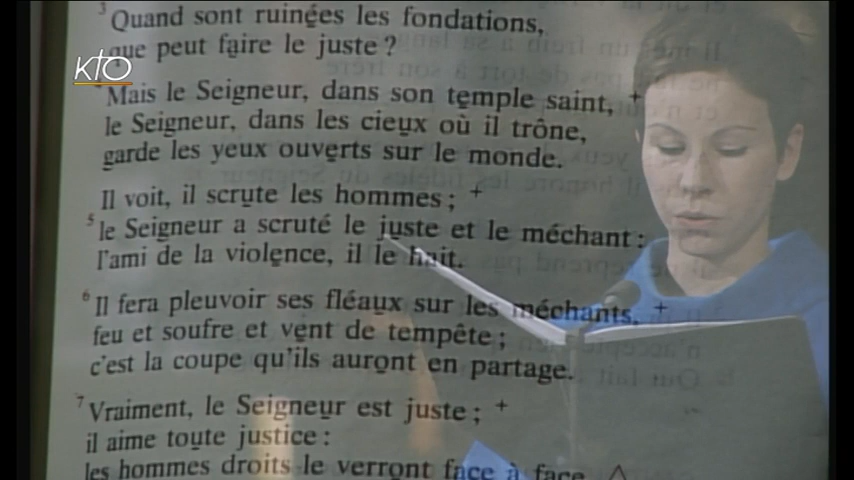 ³ Quand sont ruinées les fondations,
que peut faire le juste ?
KTO
Mais le Seigneur, dans son temple saint, +
le Seigneur, dans les cieux où il trône,
garde les yeux ouverts sur le monde.
Il voit, il scrute les hommes ; +
⁵ le Seigneur a scruté le juste et le méchant :
l'ami de la violence, il le hait.
⁶ Il fera pleuvoir ses fléaux sur les méchants, +
feu et soufre et vent de tempête ;
c'est la coupe qu'ils auront en partage.
⁷ Vraiment, le Seigneur est juste ; +
il aime toute justice :
les hommes droits le verront face à face.